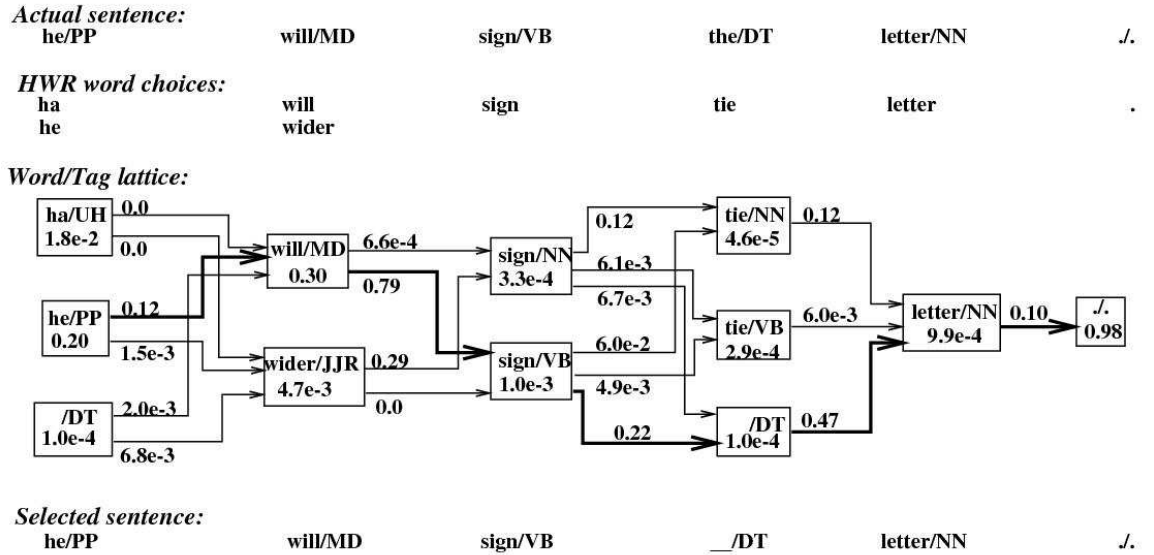 Actual sentence:
he/PP will/MD sign/VB the/DT letter/NN ./.
HWR word choices:
ha will sign tie letter .
he wider
Word/Tag lattice:
ha/UH 0.0 tie/NN 0.12
1.8e-2 0.0 0.12 4.6e-5
will/MD 6.6e-4 sign/NN
0.30 0.79 3.3e-4 6.1e-3
6.7e-3
he/PP 0.12 tie/VB 6.0e-3 letter/NN 0.10 ./.
0.20 1.5e-3 2.9e-4 9.9e-4 0.98
wider/JJR 0.29 sign/VB 6.0e-2
4.7e-3 0.0 1.0e-3 4.9e-3
/DT 2.0e-3 0.22 /DT 0.47
1.0e-4 6.8e-3 1.0e-4
Selected sentence:
he/PP will/MD sign/VB __/DT letter/NN ./.